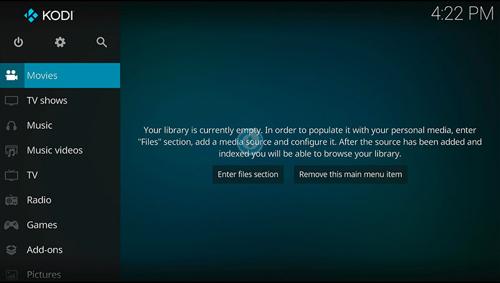 KODI
4:22 PM
Movies
TV shows
Music
Music videos
TV
Radio
Games
Add-ons
Pictures
Your library is currently empty. In order to populate it with your personal media, enter
"Files" section, add a media source and configure it. After the source has been added and
indexed you will be able to browse your library.
Enter files section
Remove this main menu item